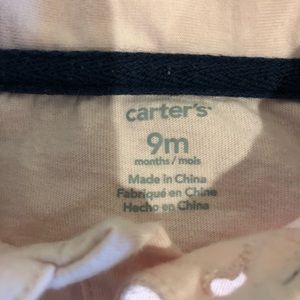 carter's
9m
months / mois
Made in China
Fabriqué en Chine
Hecho en China